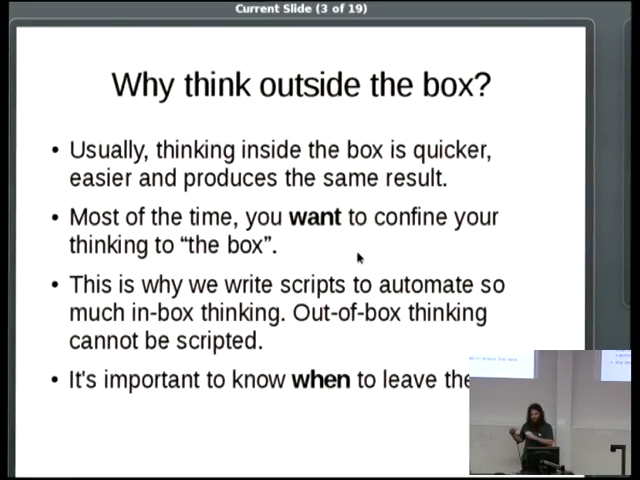 Current Slide (3 of 19)
Why think outside the box?
• Usually, thinking inside the box is quicker,
easier and produces the same result.
• Most of the time, you want to confine your
thinking to “the box”.
• This is why we write scripts to automate so
much in-box thinking. Out-of-box thinking
cannot be scripted.
• It's important to know when to leave the